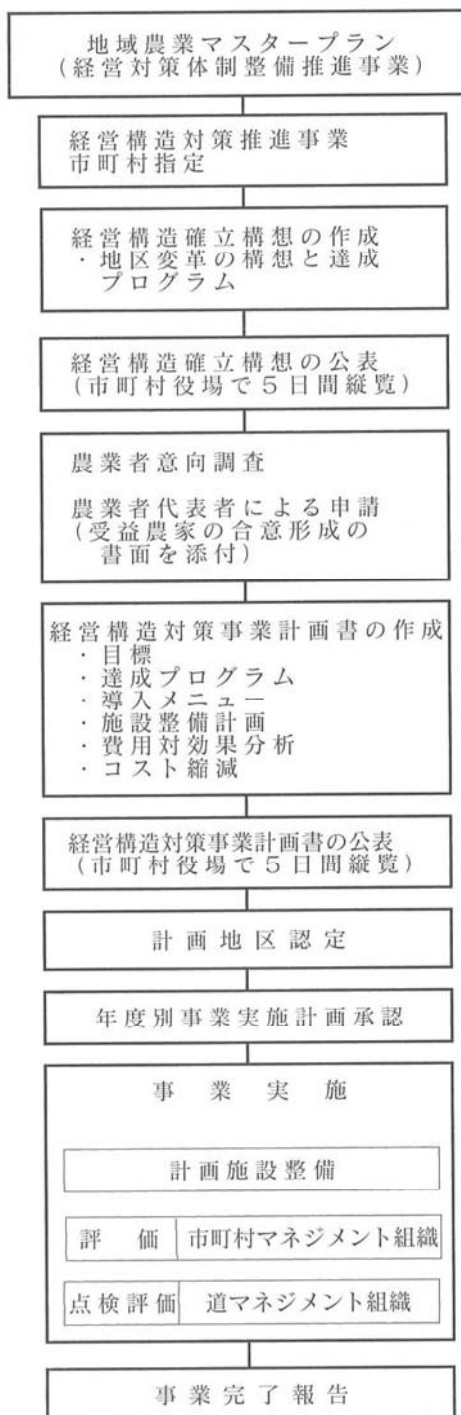 地域農業マスタープラン
(経営対策体制整備推進事業)
経営構造対策推進事業
市町村指定
経営構造確立構想の作成
・地区変革の構想と達成
プログラム
経営構造確立構想の公表
(市町村役場で5日間縦覧)
農業者意向調査
農業者代表者による申請
(受益農家の合意形成の
書面を添付)
経営構造対策事業計画書の作成
・目標
・達成プログラム
・導入メニュー
・施設整備計画
・費用対効果分析
・コスト縮減
経営構造対策事業計画書の公表
(市町村役場で5日間縦覧)
計画地区認定
年度別事業実施計画承認
事業実施
計画施設整備
評価 市町村マネジメント組織
点検評価 道マネジメント組織
事業完了報告